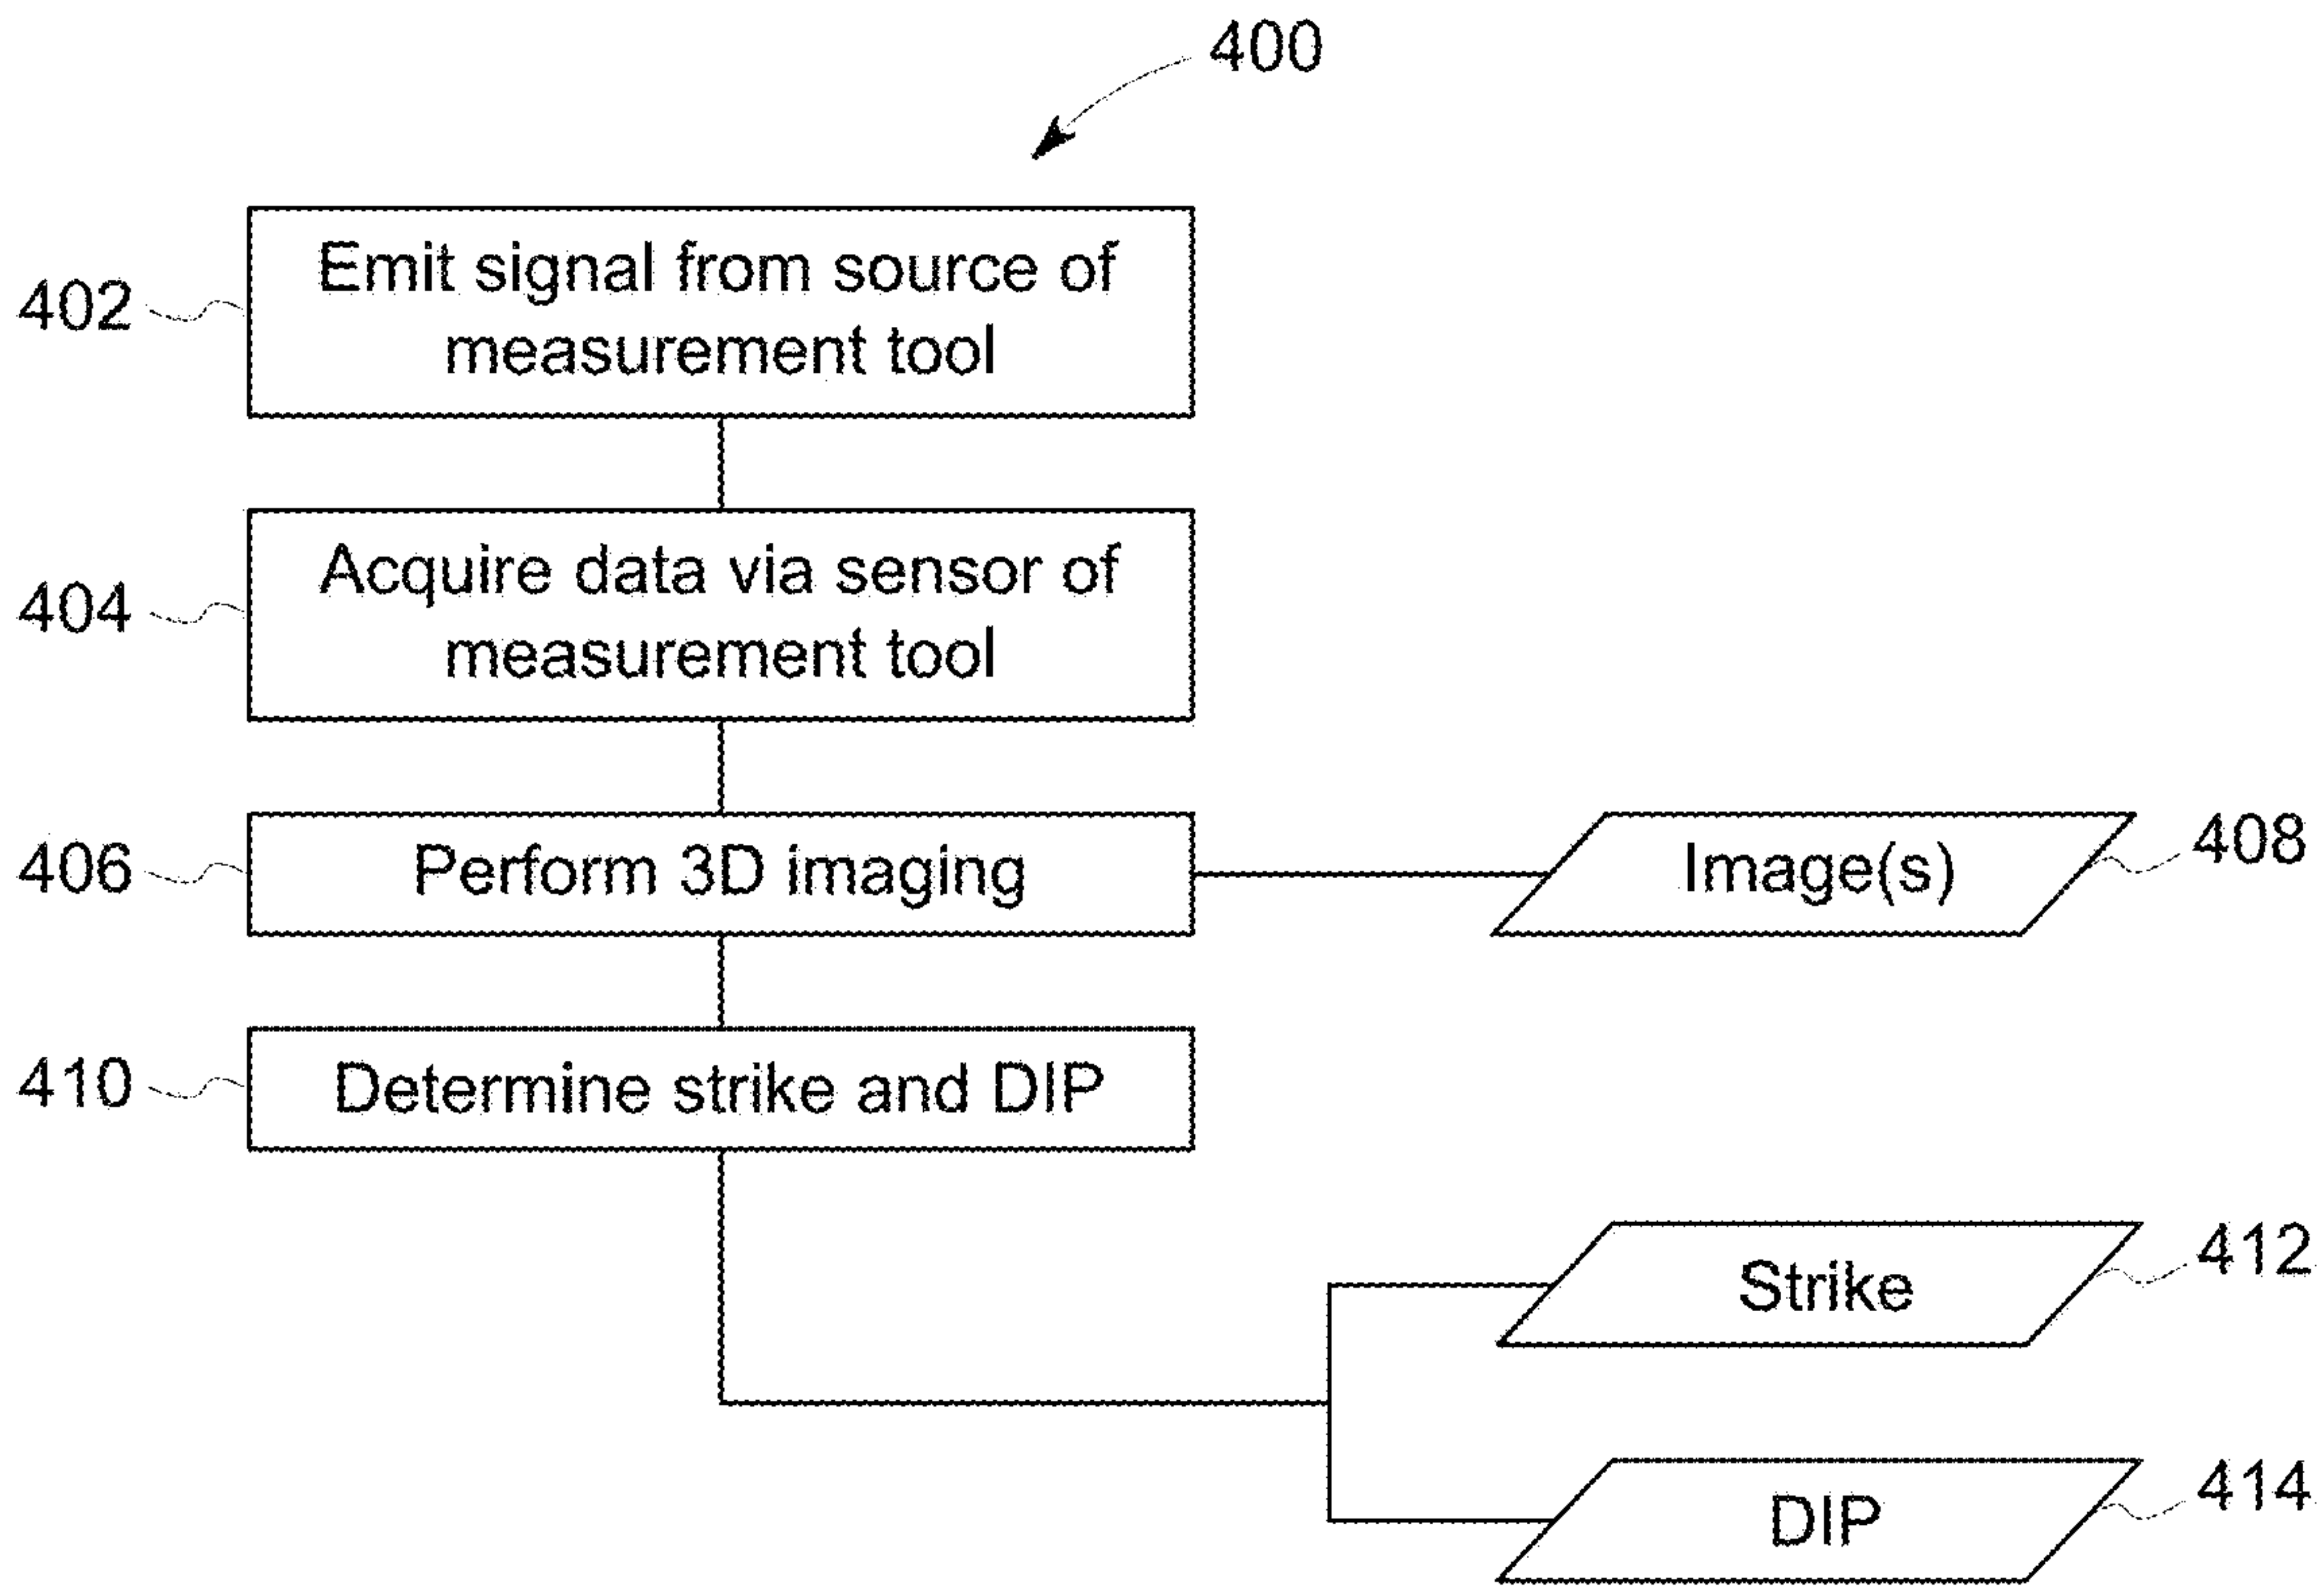 400
402
Emit signal from source of
measurement tool
404
Acquire data via sensor of
measurement tool
406
Perform 3D imaging
Image(s)
408
410
Determine strike and DIP
Strike
412
DIP
414